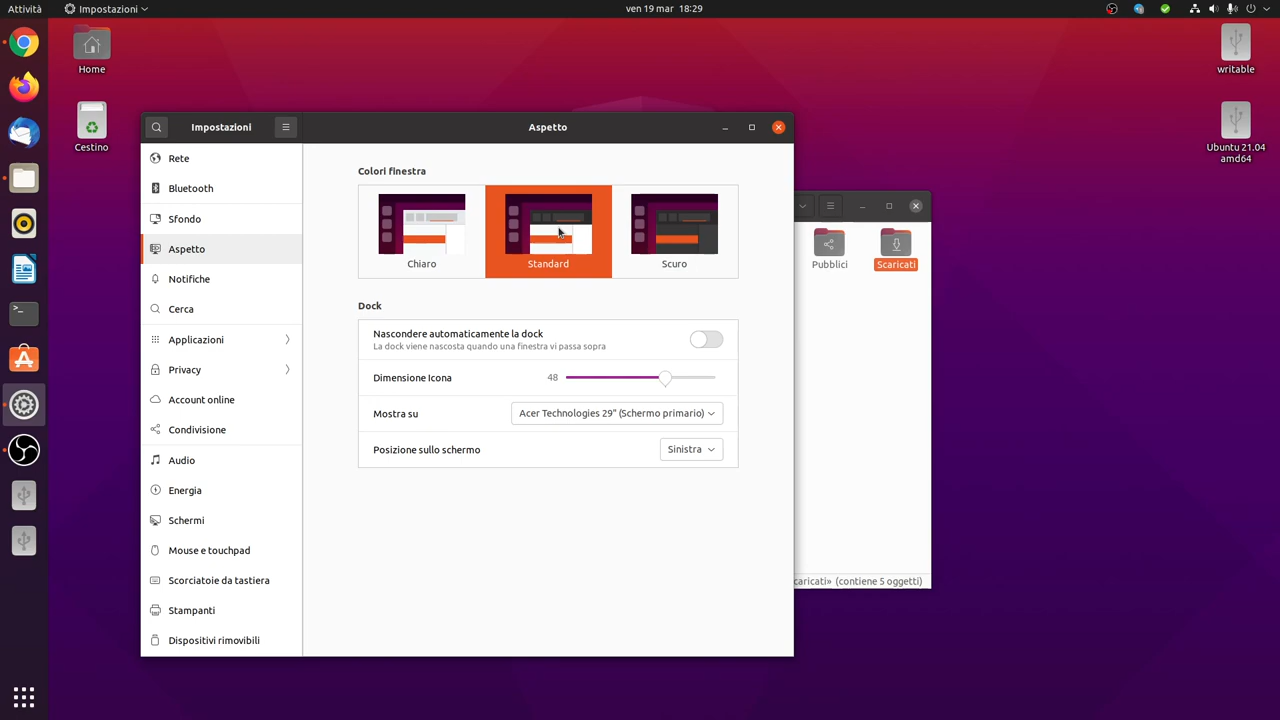 Attività
Impostazioni
ven 19 mar 18:29
Home
Cestino
writable
Ubuntu 21.04
amd64
Impostazioni
Aspetto
Rete
Bluetooth
Sfondo
Aspetto
Notifiche
Cerca
Applicazioni
Privacy
Account online
Condivisione
Audio
Energia
Schermi
Mouse e touchpad
Scorciatoie da tastiera
Stampanti
Dispositivi rimovibili
Colori finestra
Chiaro
Standard
Scuro
Dock
Nascondere automaticamente la dock
La dock viene nascosta quando una finestra vi passa sopra
Dimensione Icona
48
Mostra su
Acer Technologies 29" (Schermo primario)
Posizione sullo schermo
Sinistra
Pubblici
Scaricati
caricati» (contiene 5 oggetti)